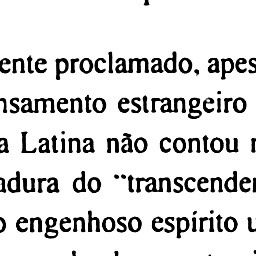 ente proclamado, apes
nsamento estrangeiro
a Latina não contou
adura do "transcender
o engenhoso espírito u